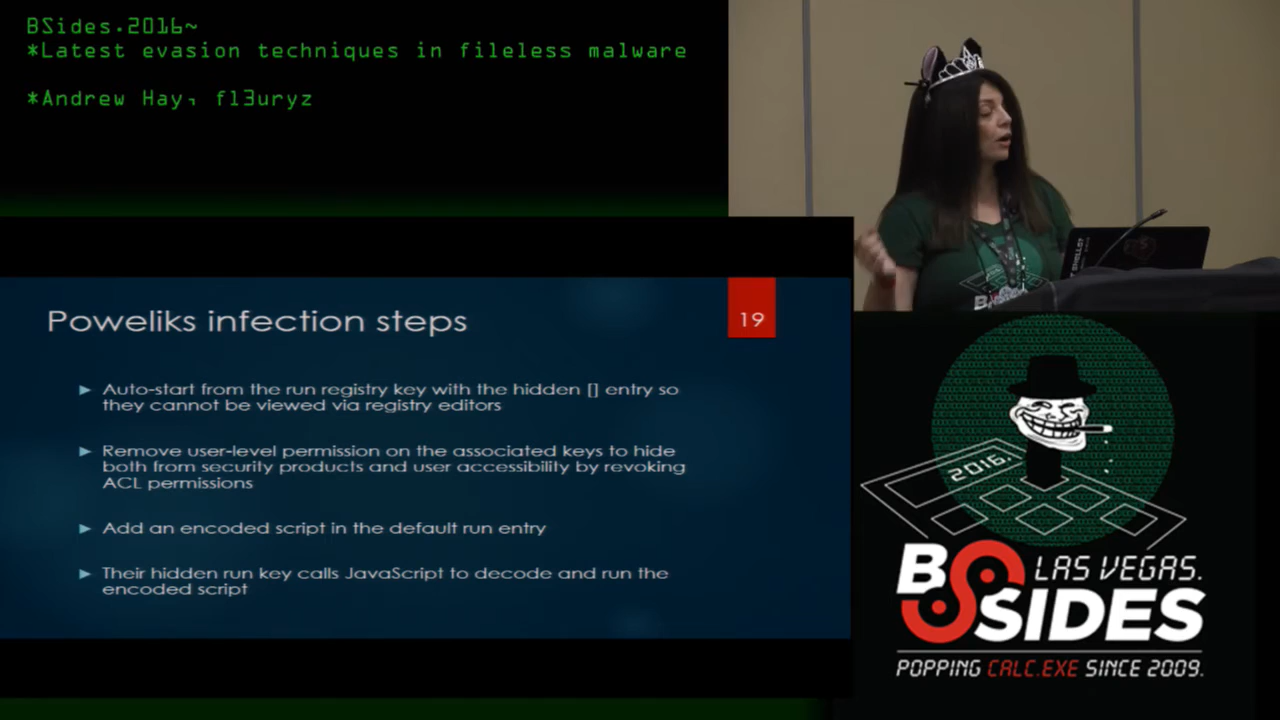 BSides.2016~
*Latest evasion techniques in fileless malware
*Andrew Hay, fl3uryz
Poweliks infection steps
19
Auto-start from the run registry key with the hidden [] entry so
they cannot be viewed via registry editors
Remove user-level permission on the associated keys to hide
both from security products and user accessibility by revoking
ACL permissions
Add an encoded script in the default run entry
Their hidden run key calls JavaScript to decode and run the
encoded script
2016.
BSIDES
LAS VEGAS.
POPPING CALC.EXE SINCE 2009.